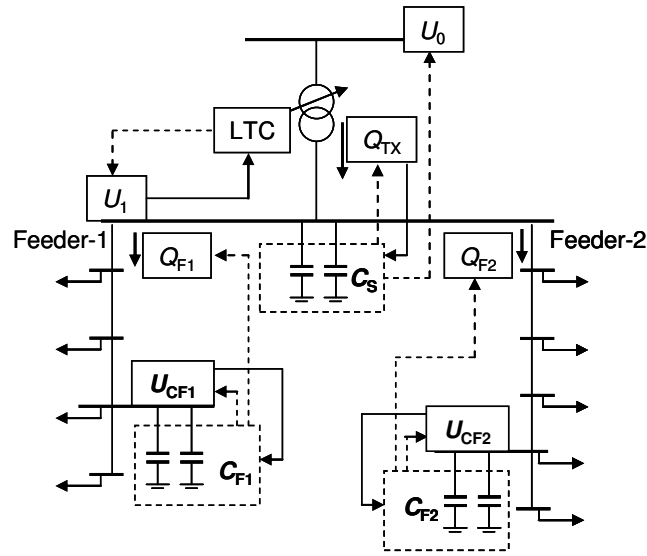 U0
LTC
QTX
U1
Feeder-1
QF1
CS
QF2
Feeder-2
UCF1
CF1
UCF2
CF2